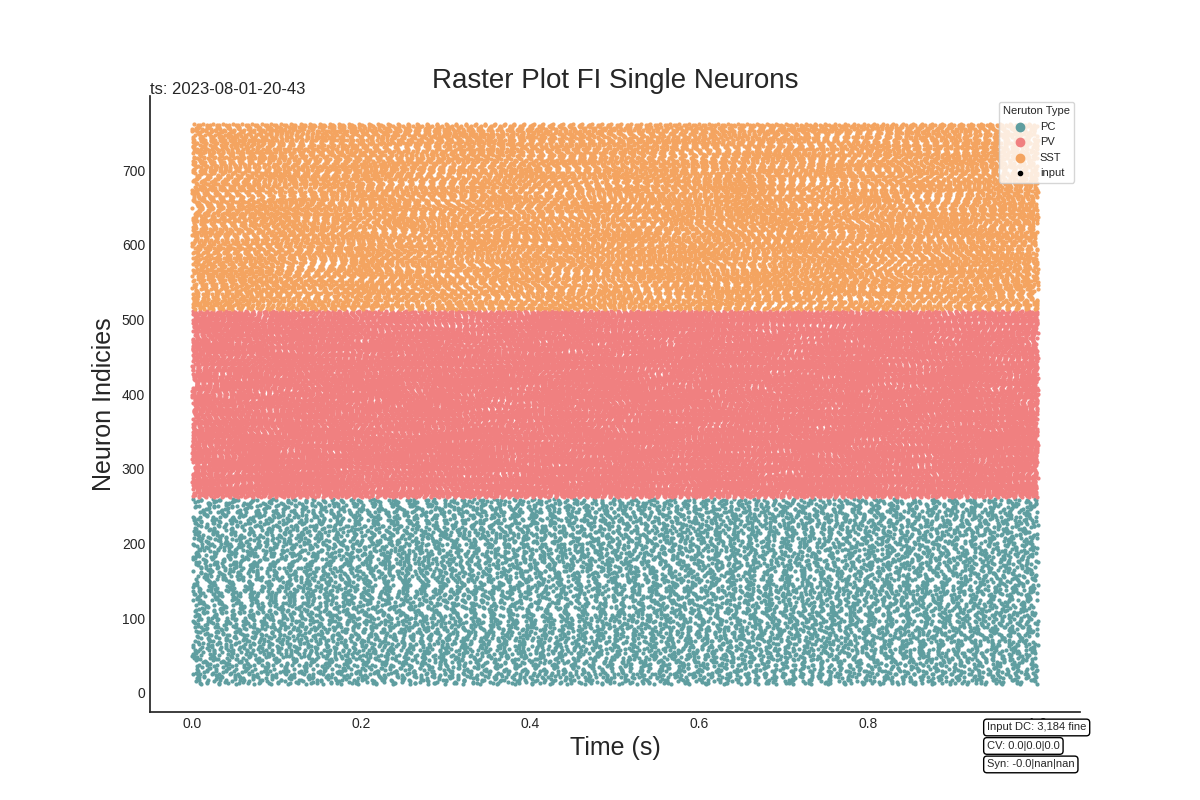 Raster Plot FI Single Neurons
ts: 2023-08-01-20-43
Neruton Type
PC
PV
SST
input
700
600
500
400
300
200
100
0
Neuron Indicies
0.0
0.2
0.4
0.6
0.8
Time (s)
Input DC: 3,184 fine
CV: 0.0|0.0|0.0
Syn: -0.0|nan|nan